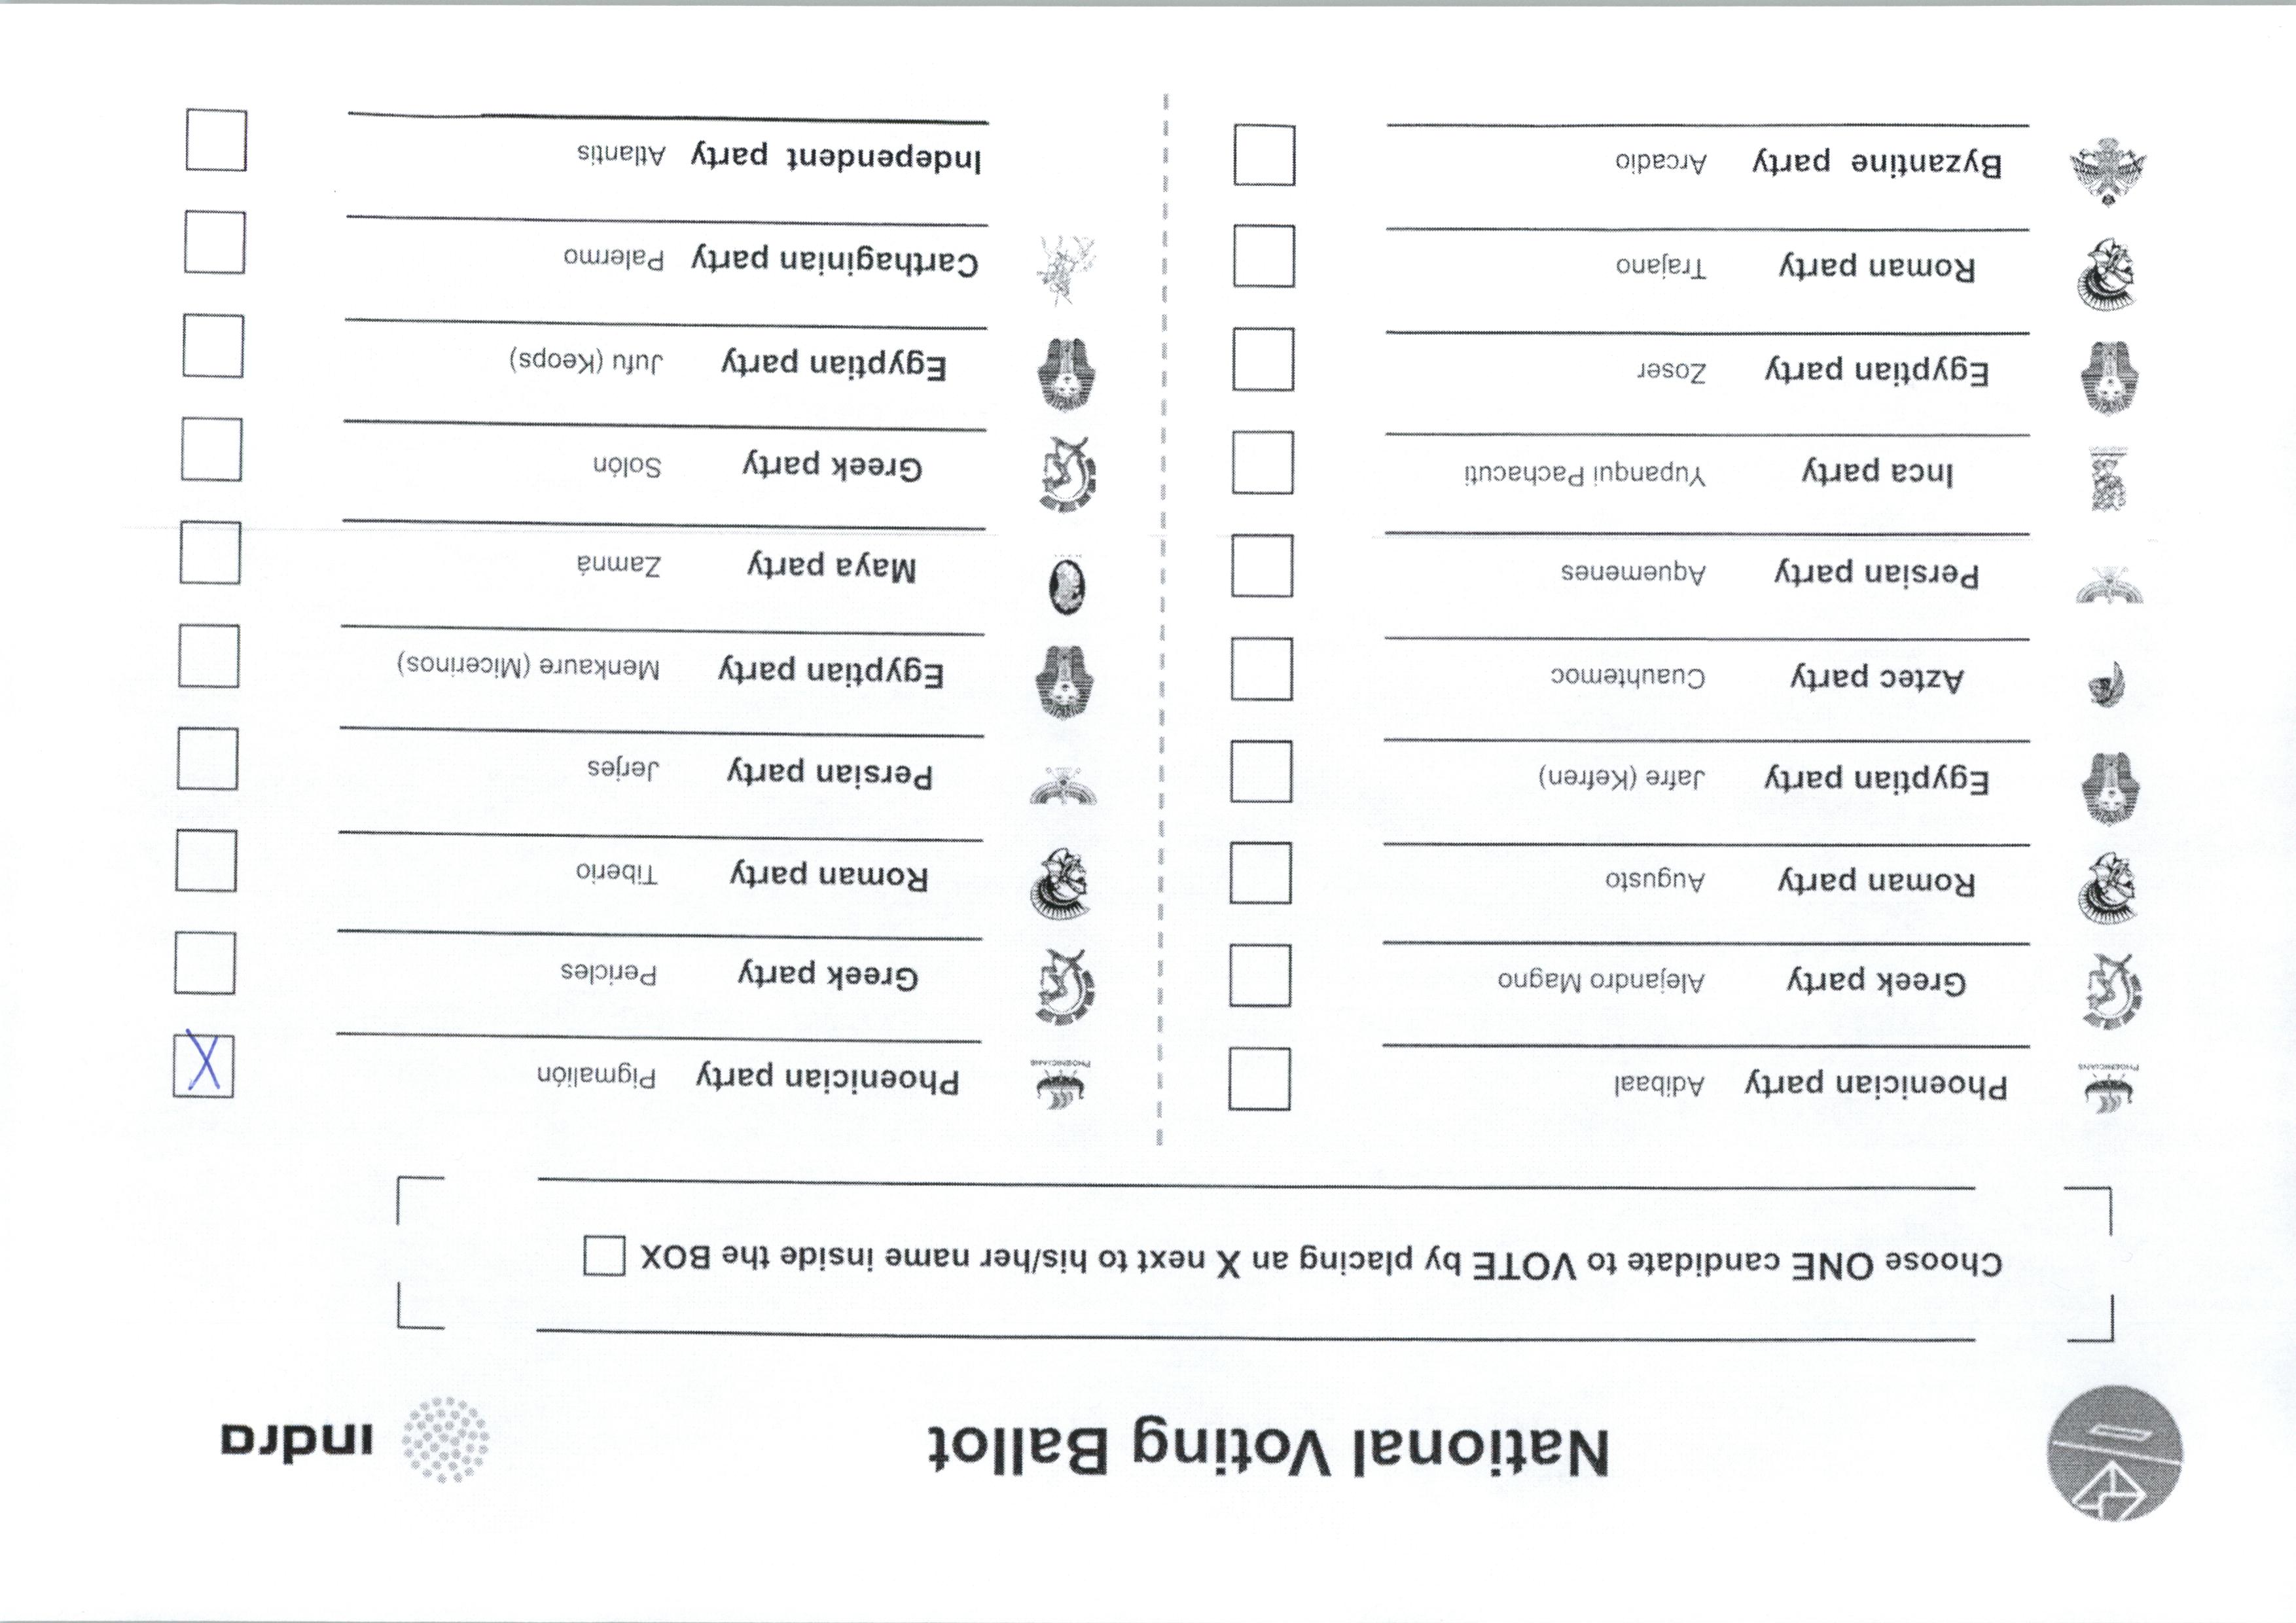 National Voting Ballot
indra
Choose ONE candidate to VOTE by placing an X next to his/her name inside the BOX
PHOENICIANS Phoenician party Adibaal
Greek party Alejandro Magno
Roman party Augusto
Egyptian party Jafre (Kefren)
Aztec party Cuauhtemoc
Persian party Aquemenes
Inca party Yupanqui Pachacuti
Egyptian party Zoser
Roman party Trajano
Byzantine party Arcadio
PHOENICIANS Phoenician party Pigmalión X
Greek party Pericles
Roman party Tiberio
Persian party Jerjes
Egyptian party Menkaure (Micerinos)
Maya party Zamná
Greek party Solón
Egyptian party Jufu (Keops)
Carthaginian party Palermo
Independent party Atlantis